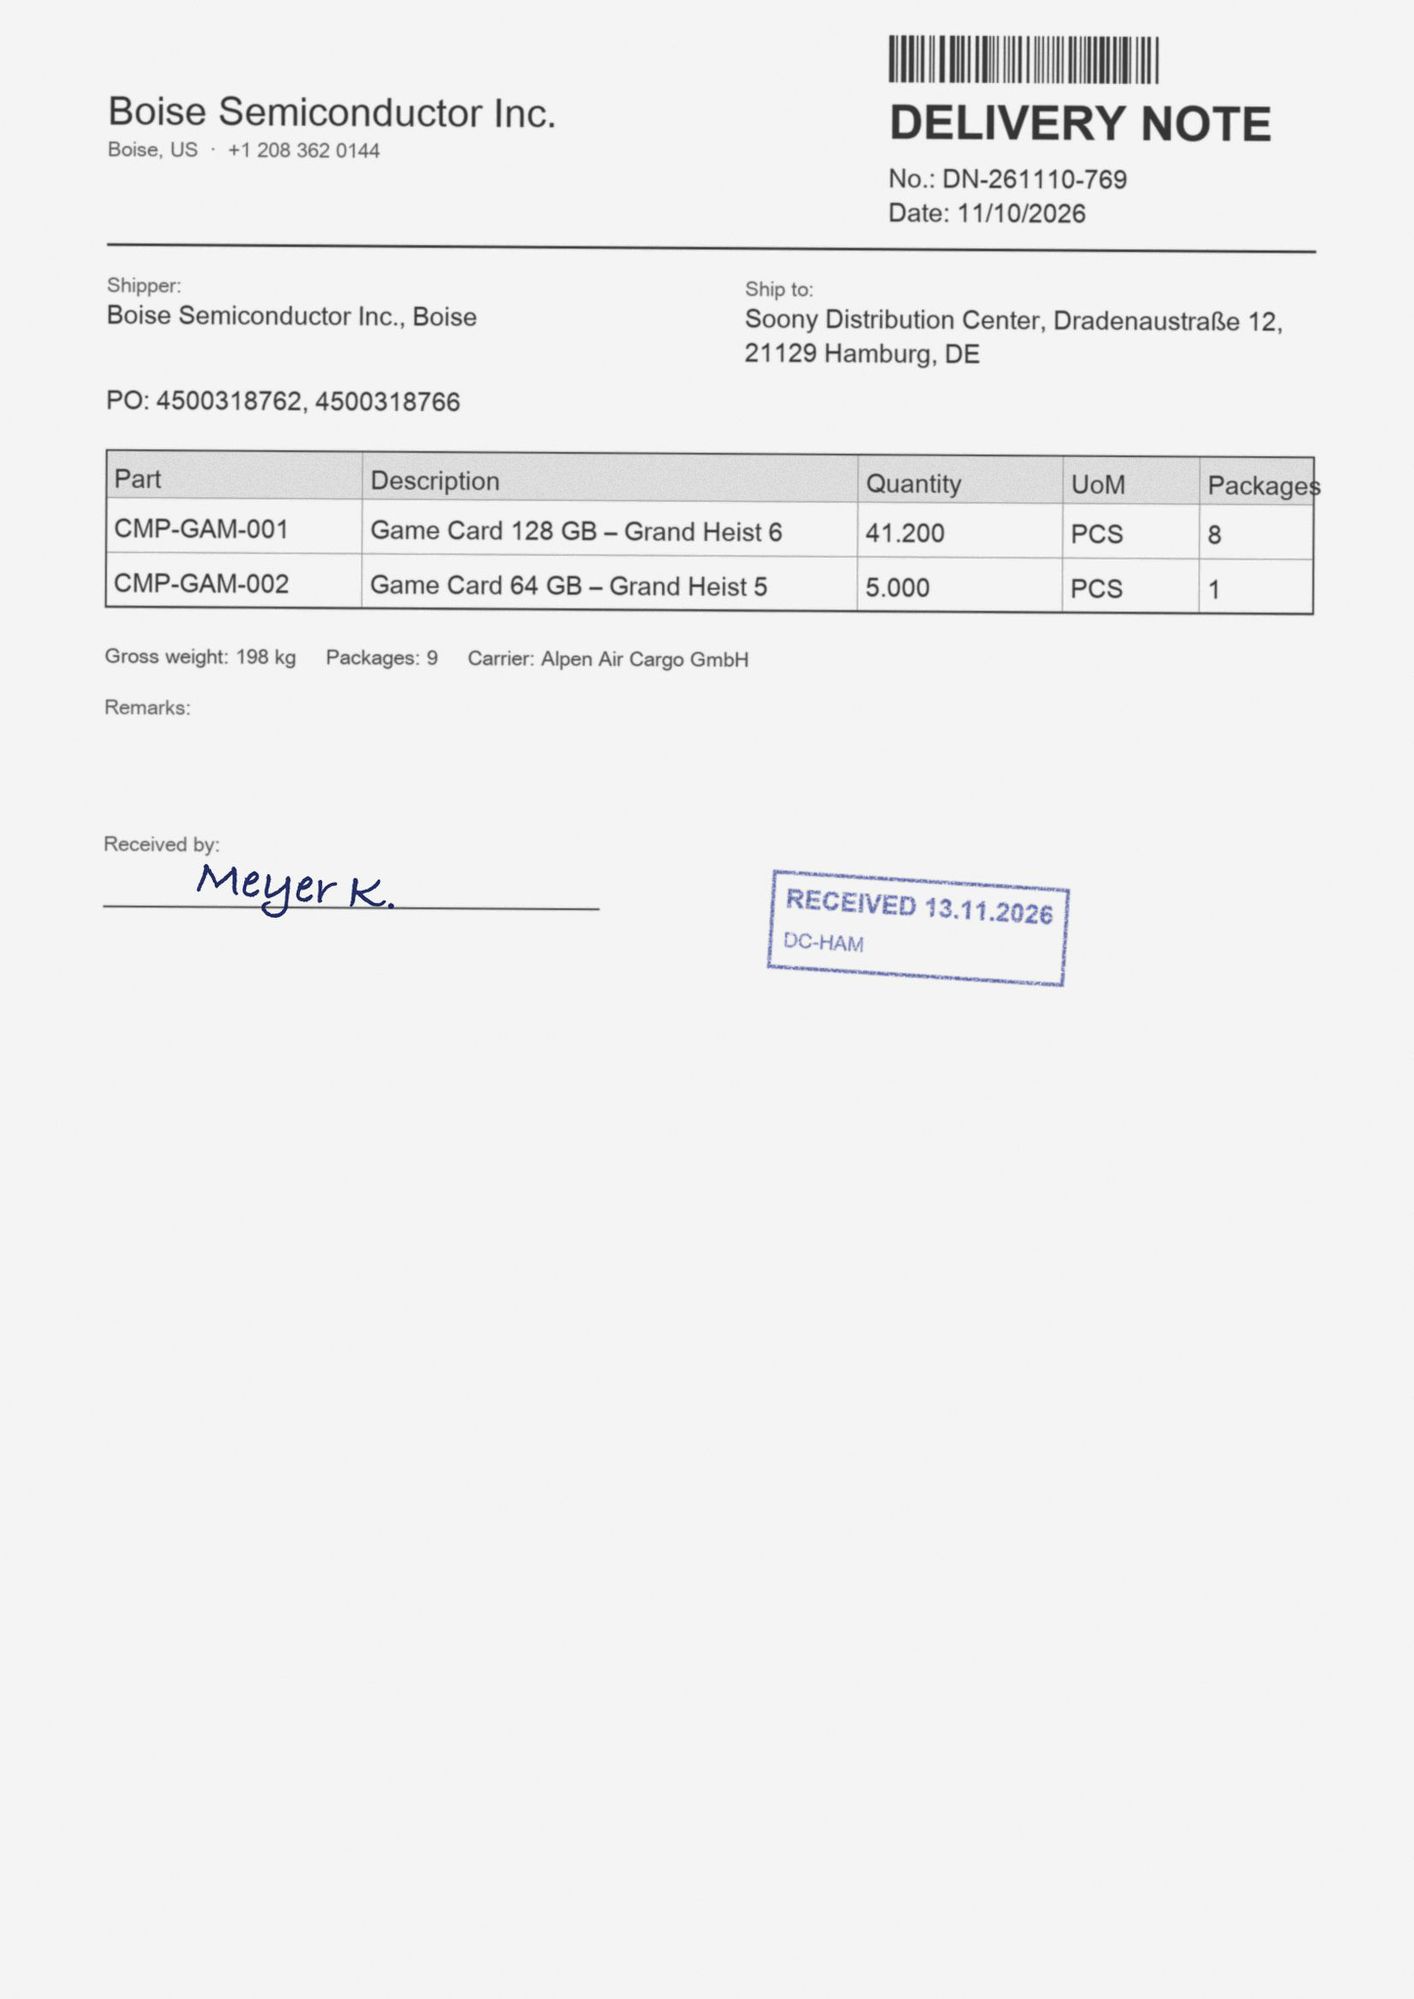 Boise Semiconductor Inc.
Boise, US · +1 208 362 0144
DELIVERY NOTE
No.: DN-261110-769
Date: 11/10/2026
Shipper:
Boise Semiconductor Inc., Boise
Ship to:
Soony Distribution Center, Dradenaustraße 12,
21129 Hamburg, DE
PO: 4500318762, 4500318766
Part Description Quantity UoM Packages
CMP-GAM-001 Game Card 128 GB – Grand Heist 6 41.200 PCS 8
CMP-GAM-002 Game Card 64 GB – Grand Heist 5 5.000 PCS 1
Gross weight: 198 kg Packages: 9 Carrier: Alpen Air Cargo GmbH
Remarks:
Received by:
Meyer K.
RECEIVED 13.11.2026
DC-HAM